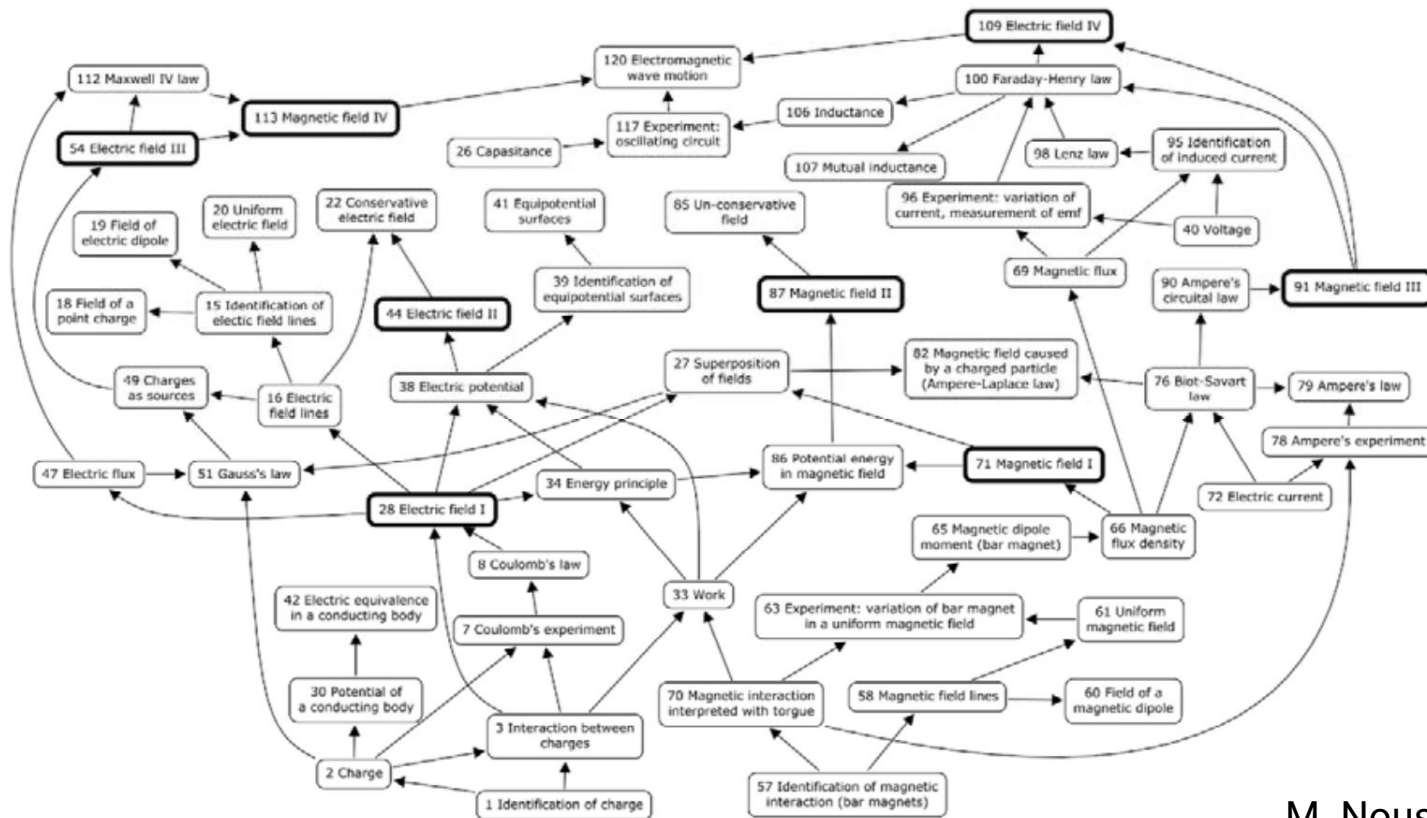 109 Electric field IV
120 Electromagnetic
wave motion
112 Maxwell IV law
100 Faraday-Henry law
113 Magnetic field IV
106 Inductance
117 Experiment:
oscillating circuit
54 Electric field III
26 Capasitance
98 Lenz law
95 Identification
of induced current
107 Mutual inductance
20 Uniform
electric field
22 Conservative
electric field
41 Equipotential
surfaces
85 Un-conservative
field
96 Experiment: variation of
current, measurement of emf
19 Field of
electric dipole
40 Voltage
39 Identification of
equipotential surfaces
69 Magnetic flux
87 Magnetic field II
90 Ampere's
circuital law
91 Magnetic field III
18 Field of a
point charge
15 Identification of
electic field lines
44 Electric field II
27 Superposition
of fields
82 Magnetic field caused
by a charged particle
(Ampere-Laplace law)
49 Charges
as sources
38 Electric potential
76 Biot-Savart
law
79 Ampere's law
16 Electric
field lines
78 Ampere's experiment
47 Electric flux
51 Gauss's law
86 Potential energy
in magnetic field
71 Magnetic field I
34 Energy principle
72 Electric current
28 Electric field I
65 Magnetic dipole
moment (bar magnet)
66 Magnetic
flux density
8 Coulomb's law
42 Electric equivalence
in a conducting body
33 Work
63 Experiment: variation of bar magnet
in a uniform magnetic field
61 Uniform
magnetic field
7 Coulomb's experiment
30 Potential of
a conducting body
70 Magnetic interaction
interpreted with torgue
58 Magnetic field lines
60 Field of a
magnetic dipole
3 Interaction between
charges
2 Charge
57 Identification of magnetic
interaction (bar magnets)
1 Identification of charge
M. Nous